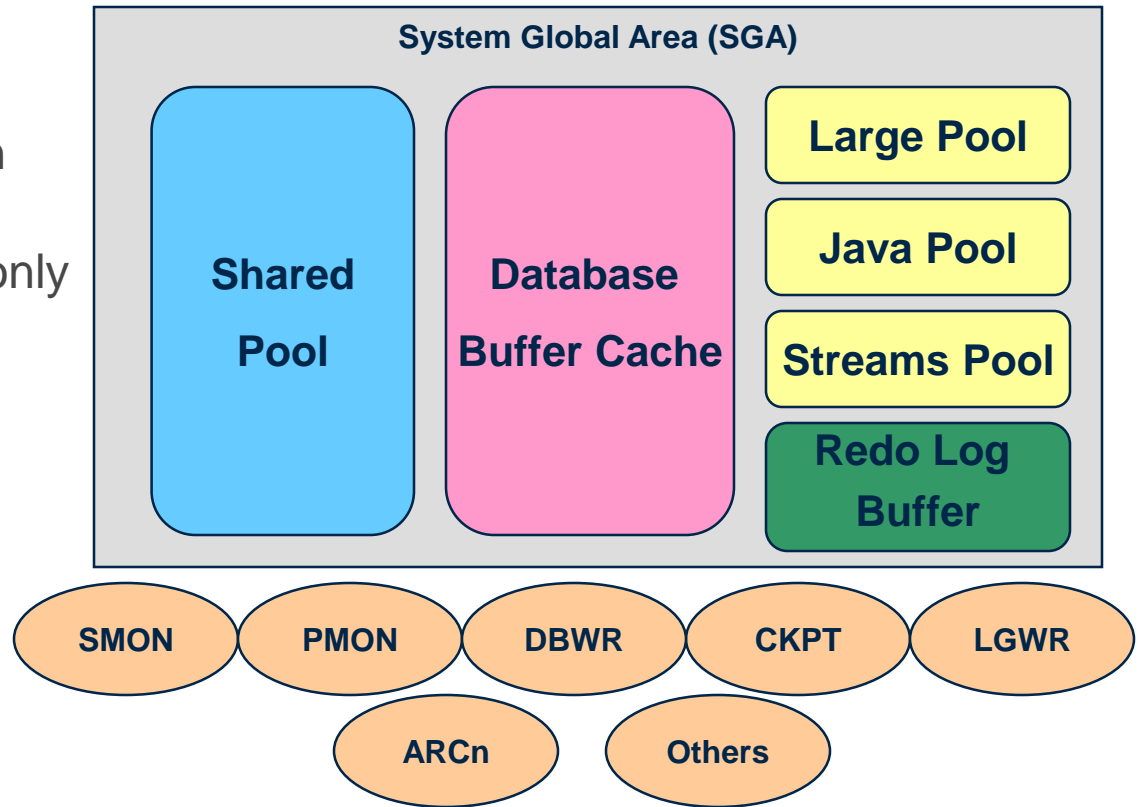 System Global Area (SGA)
only
Shared
Pool
Database
Buffer Cache
Large Pool
Java Pool
Streams Pool
Redo Log
Buffer
SMON
PMON
DBWR
CKPT
LGWR
ARCn
Others